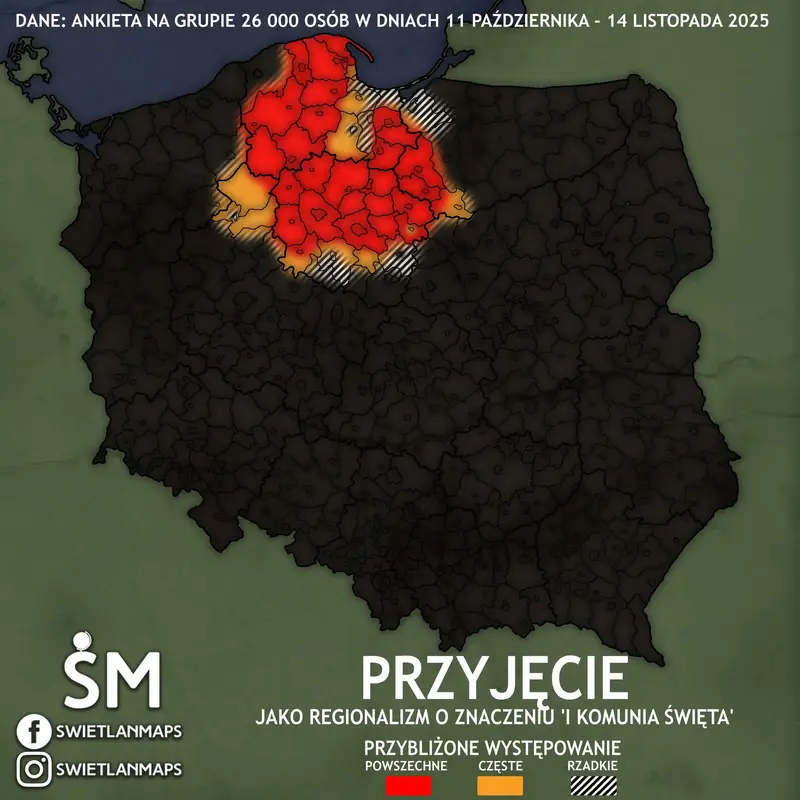 DANE: ANKIETA NA GRUPIE 26 000 OSÓB W DNIACH 11 PAŹDZIERNIKA - 14 LISTOPADA 2025
ŚM
SWIETLANMAPS
SWIETLANMAPS
PRZYJĘCIE
JAKO REGIONALIZM O ZNACZENIU 'I KOMUNIA ŚWIĘTA'
PRZYBLIŻONE WYSTĘPOWANIE
POWSZECHNE CZĘSTE RZADKIE